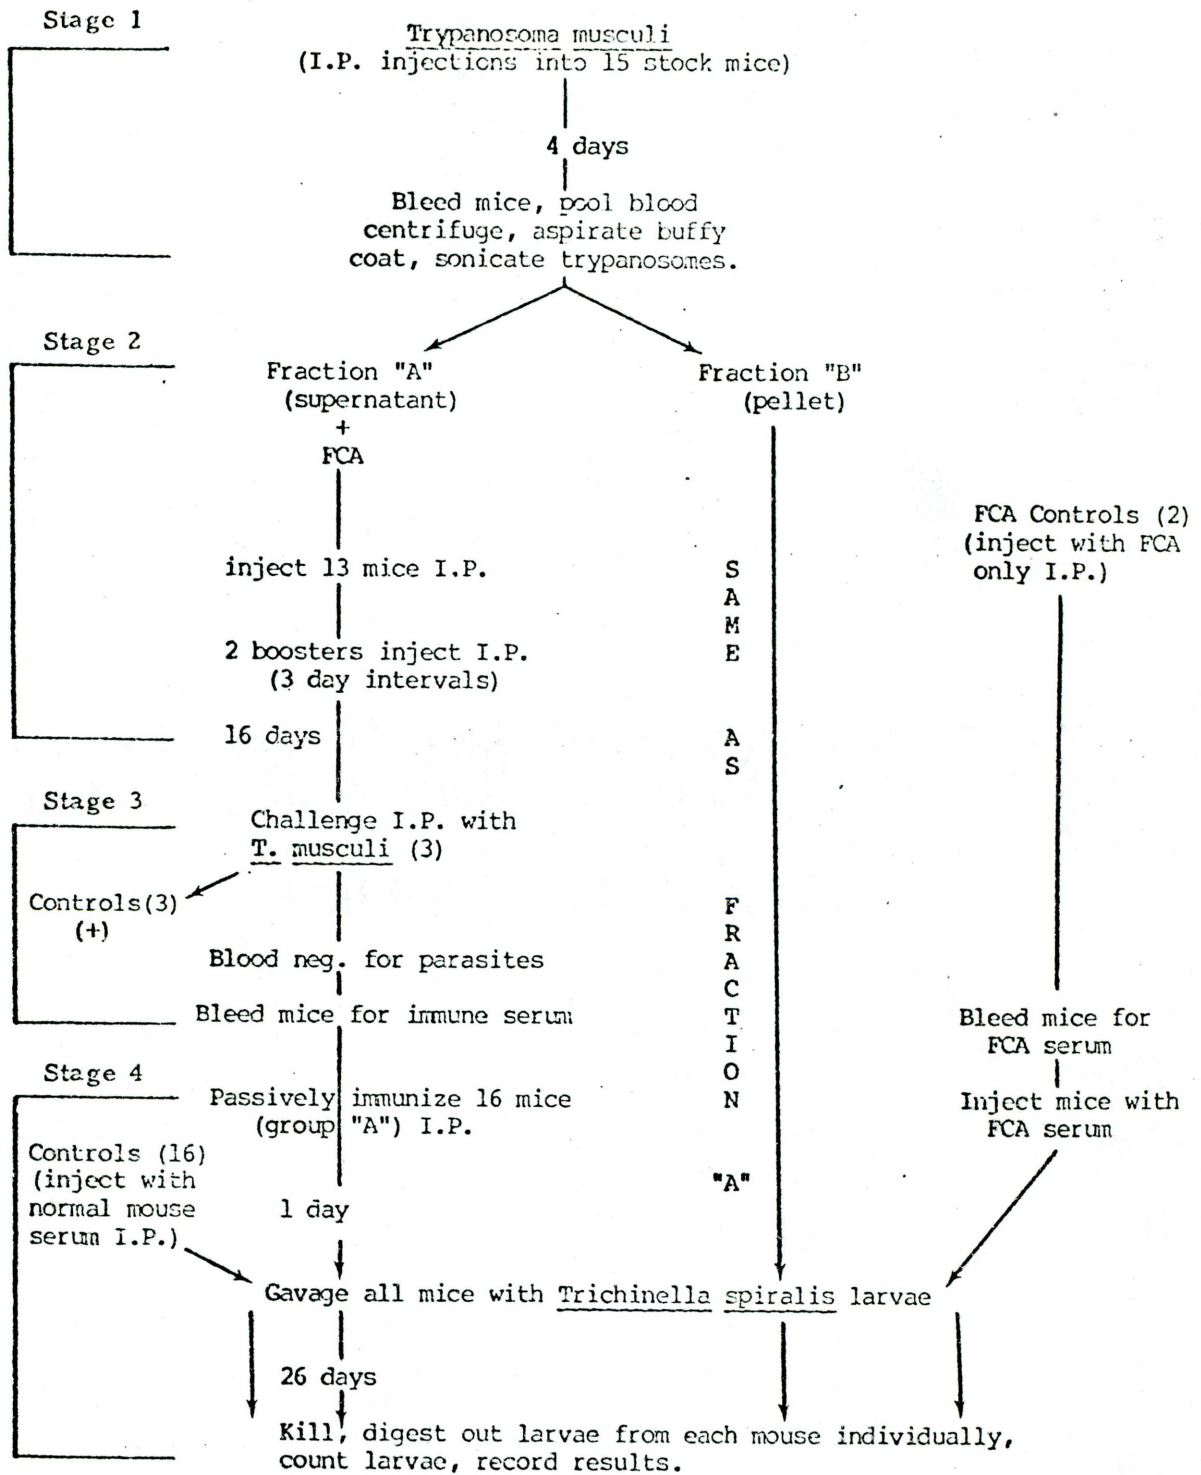 Stage 1
Trypanosoma musculi
(I.P. injections into 15 stock mice)
4 days
Bleed mice, pool blood
centrifuge, aspirate buffy
coat, sonicate trypanosomes.
Stage 2
Fraction "A"
(supernatant)
+
FCA
Fraction "B"
(pellet)
FCA Controls (2)
(inject with FCA
only I.P.)
inject 13 mice I.P.
2 boosters inject I.P.
(3 day intervals)
16 days
S
A
M
E
A
S
F
R
A
C
T
I
O
N
"A"
Stage 3
Challenge I.P. with
T. musculi (3)
Controls(3)
(+)
Blood neg. for parasites
Bleed mice for immune serum
Bleed mice for
FCA serum
Stage 4
Passively immunize 16 mice
(group "A") I.P.
Inject mice with
FCA serum
Controls (16)
(inject with
normal mouse
serum I.P.)
1 day
Gavage all mice with Trichinella spiralis larvae
26 days
Kill, digest out larvae from each mouse individually,
count larvae, record results.